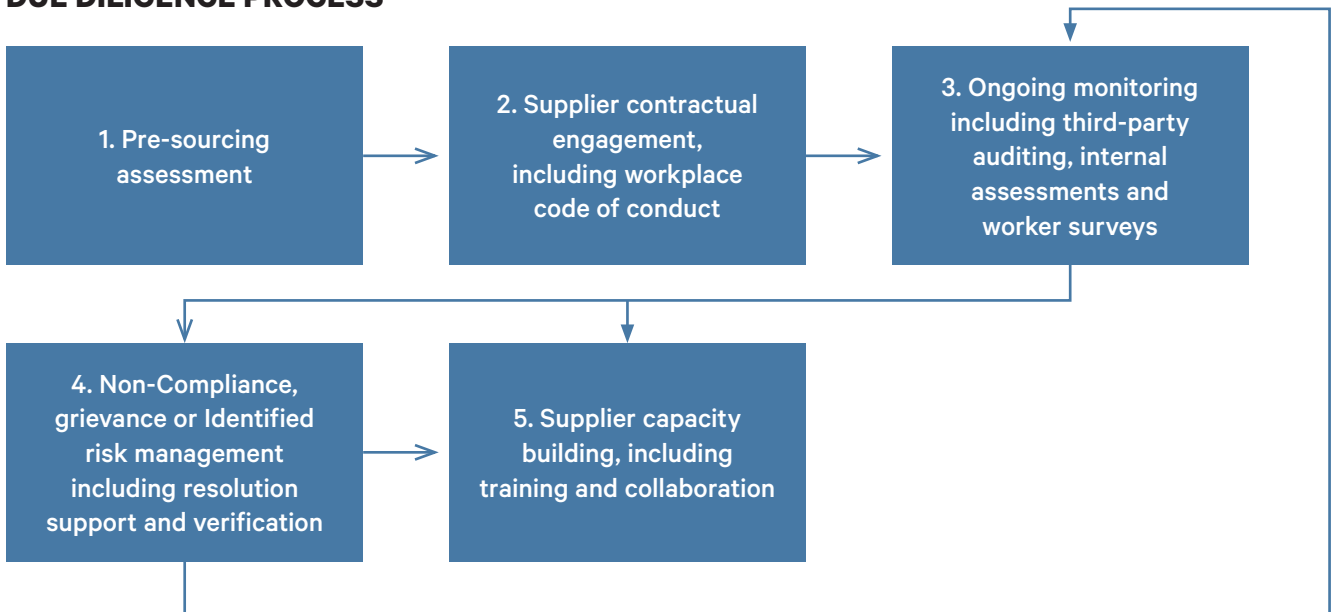 DUE DILIGENCE PROCESS
1. Pre-sourcing
assessment
2. Supplier contractual
engagement,
including workplace
code of conduct
3. Ongoing monitoring
including third-party
auditing, internal
assessments and
worker surveys
4. Non-Compliance,
grievance or Identified
risk management
including resolution
support and verification
5. Supplier capacity
building, including
training and collaboration